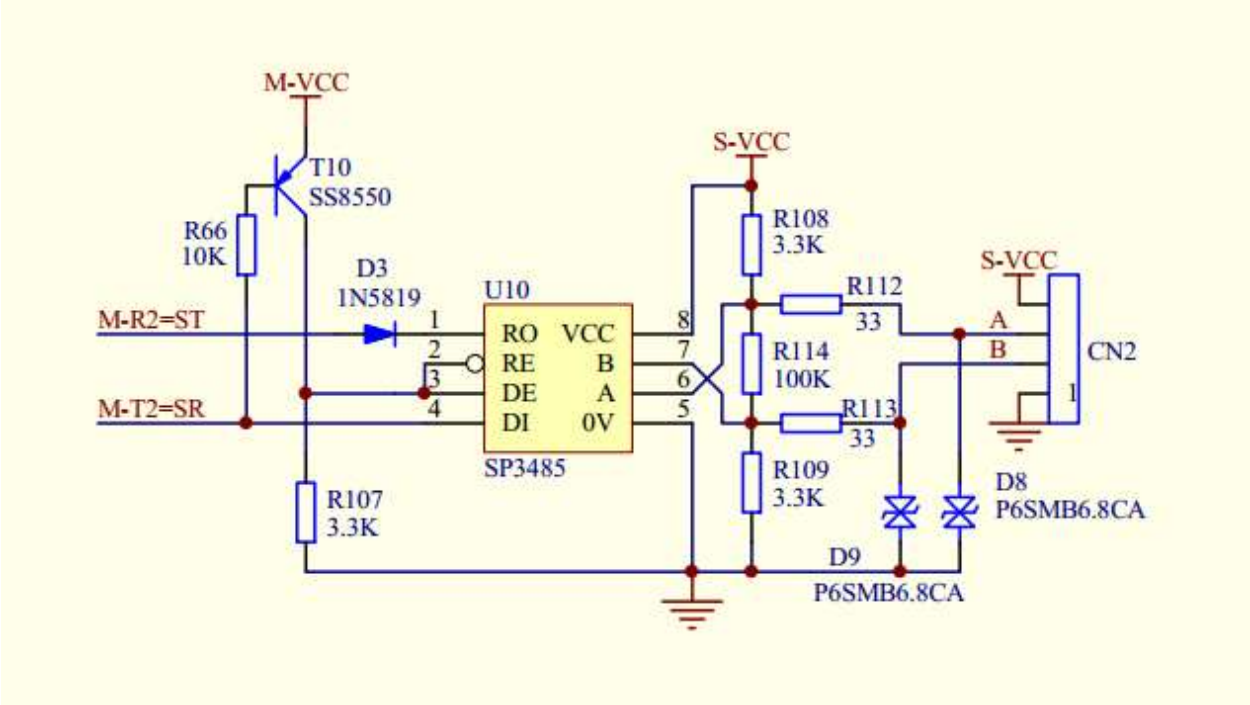 M-VCC
T10
SS8550
S-VCC
R66
10K
R108
3.3K
D3
1N5819
U10
R112
33
S-VCC
M-R2=ST
1
RO
VCC
8
A
2
RE
B
7
R114
100K
B
CN2
3
DE
A
6
M-T2=SR
4
DI
0V
5
R113
33
1
SP3485
R107
3.3K
R109
3.3K
D8
P6SMB6.8CA
D9
P6SMB6.8CA